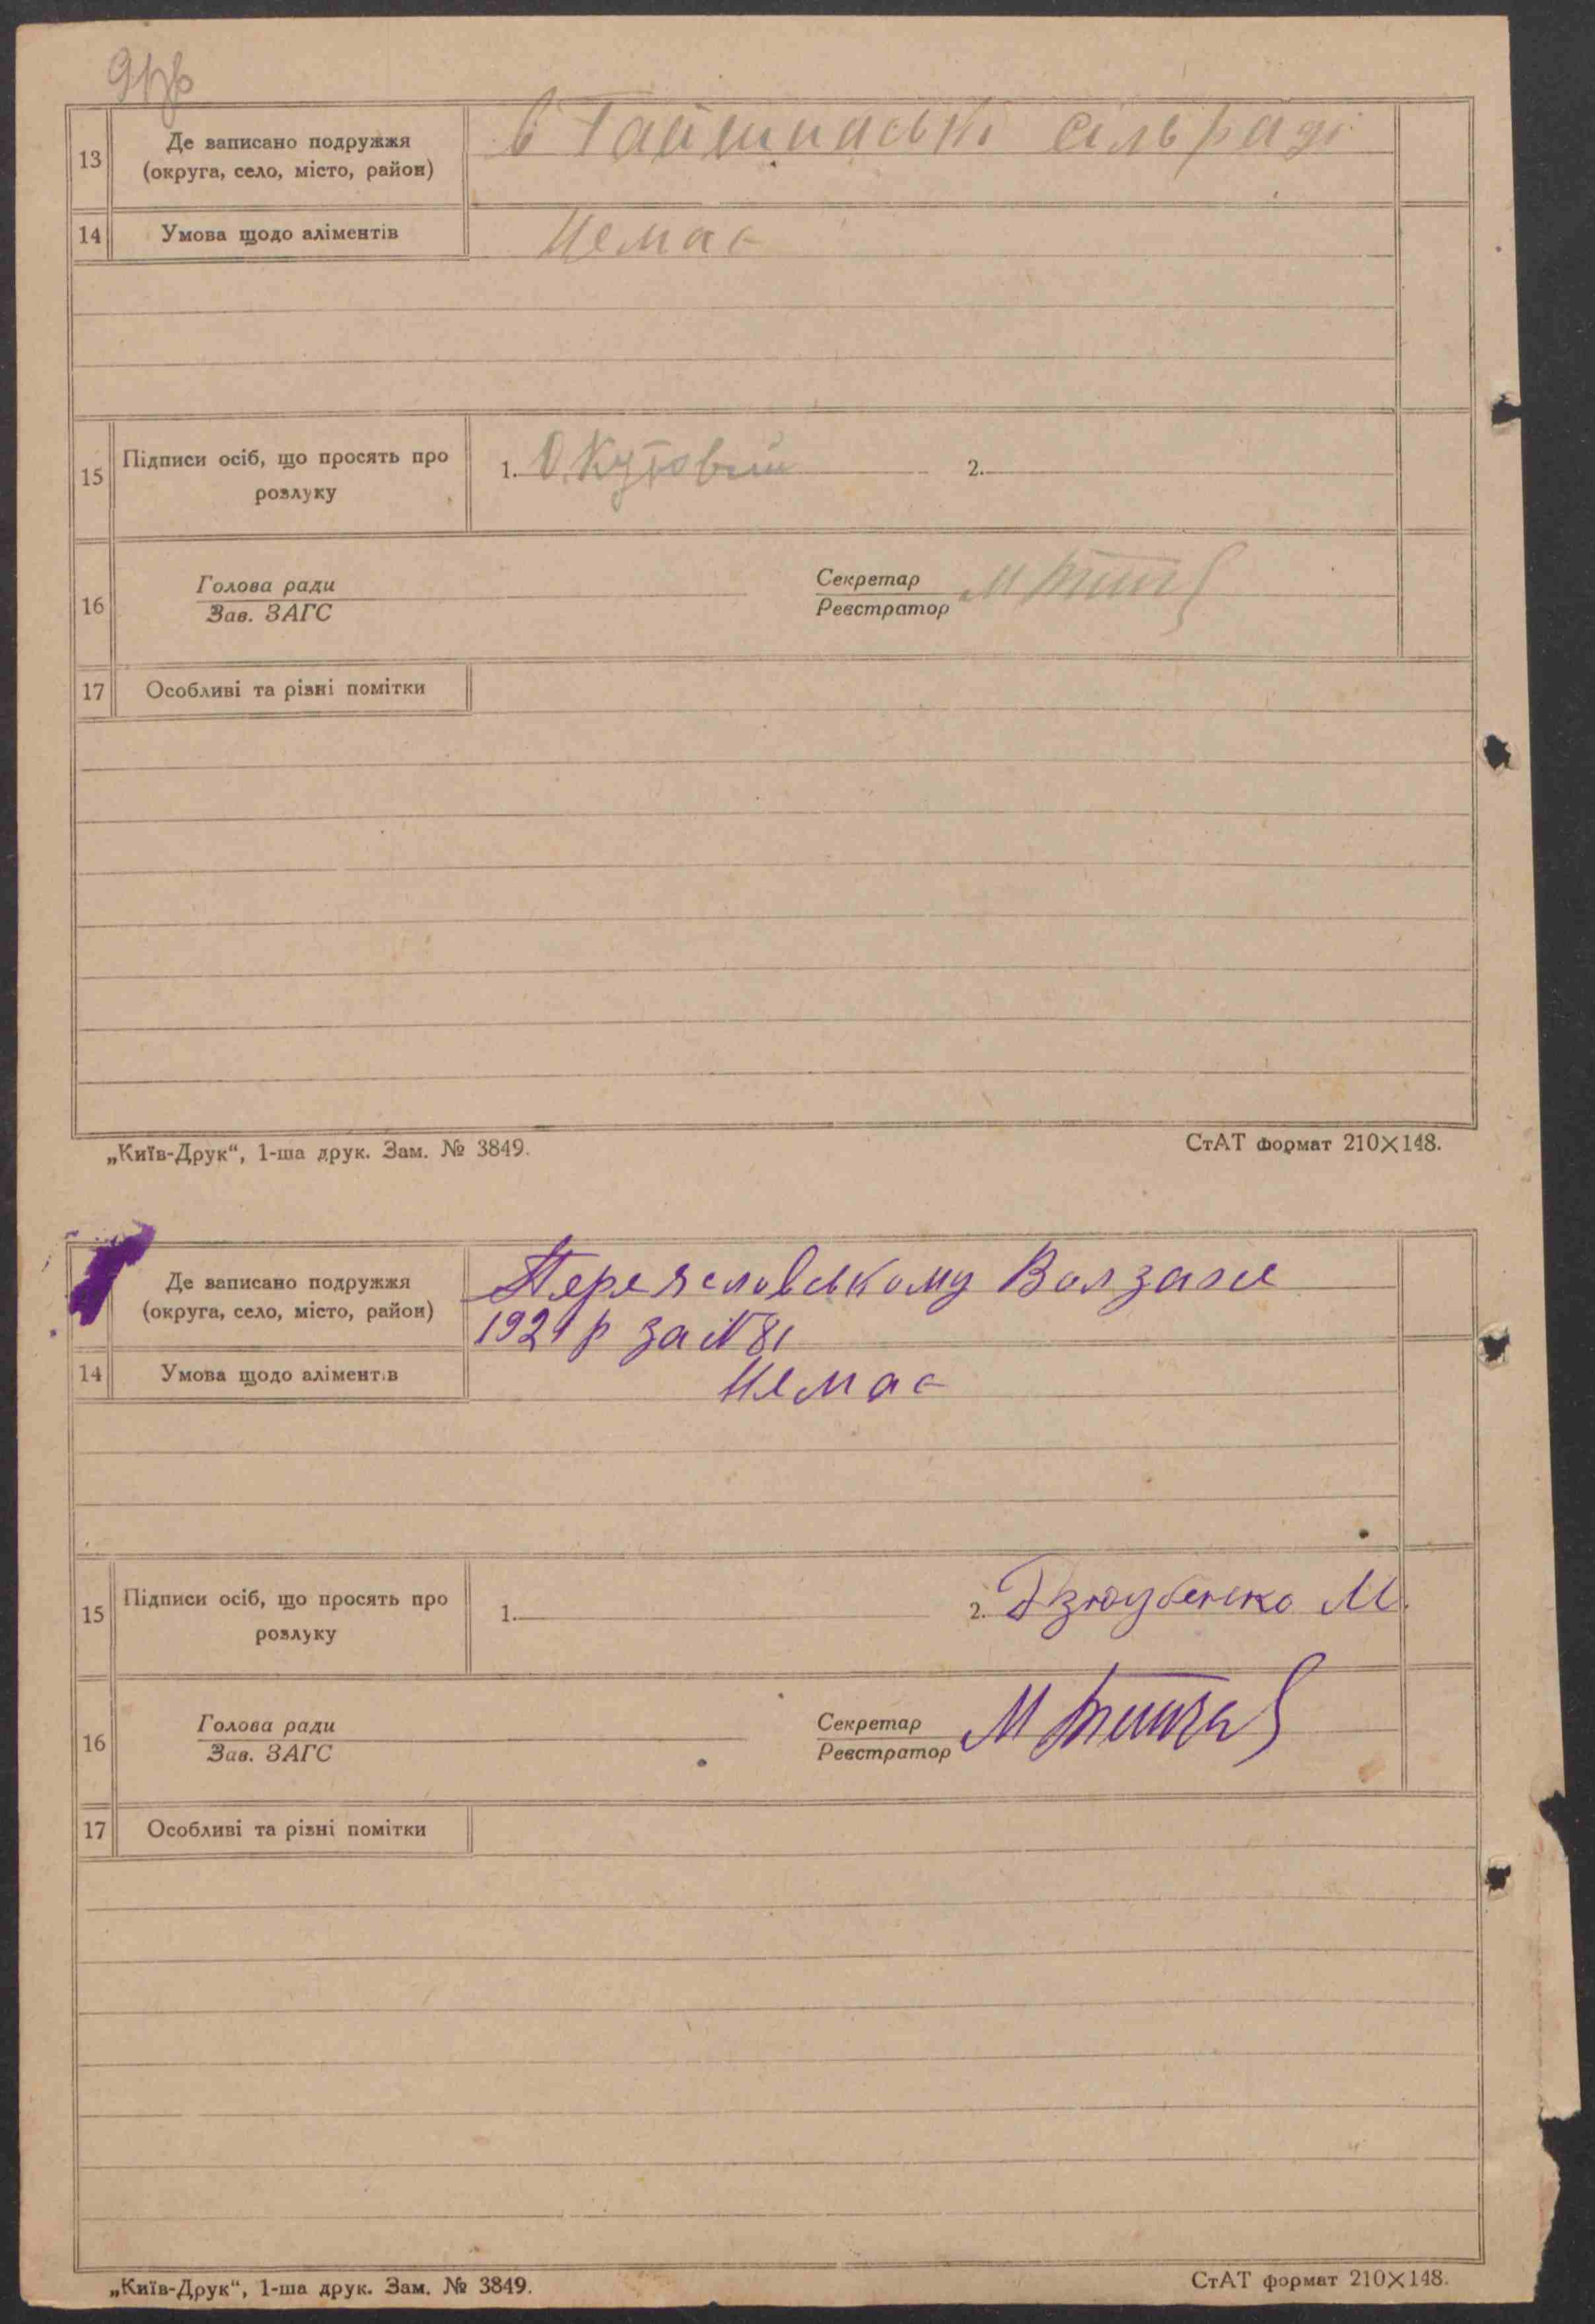 13 Де записано подружжя (округа, село, місто, район) в Гайшинській сільраді
14 Умова щодо аліментів Немає
15 Підписи осіб, що просять про розлуку 1. О. Кутовий 2.
16 Голова ради Секретар
Зав. ЗАГС Реєстратор
17 Особливі та різні помітки
„Київ-Друк“, 1-ша друк. Зам. № 3849. СтАТ формат 210×148.
Де записано подружжя (округа, село, місто, район) Переяславському
за № 81
14 Умова щодо аліментів Немає
15 Підписи осіб, що просять про розлуку 1. 2. М.
16 Голова ради Секретар М
Зав. ЗАГС Реєстратор
17 Особливі та різні помітки
„Київ-Друк“, 1-ша друк. Зам. № 3849. СтАТ формат 210×148.